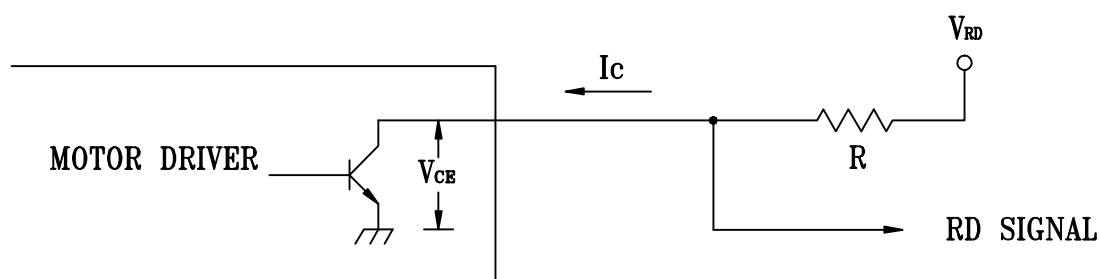 V_RD
Ic
MOTOR DRIVER
V_CE
R
RD SIGNAL